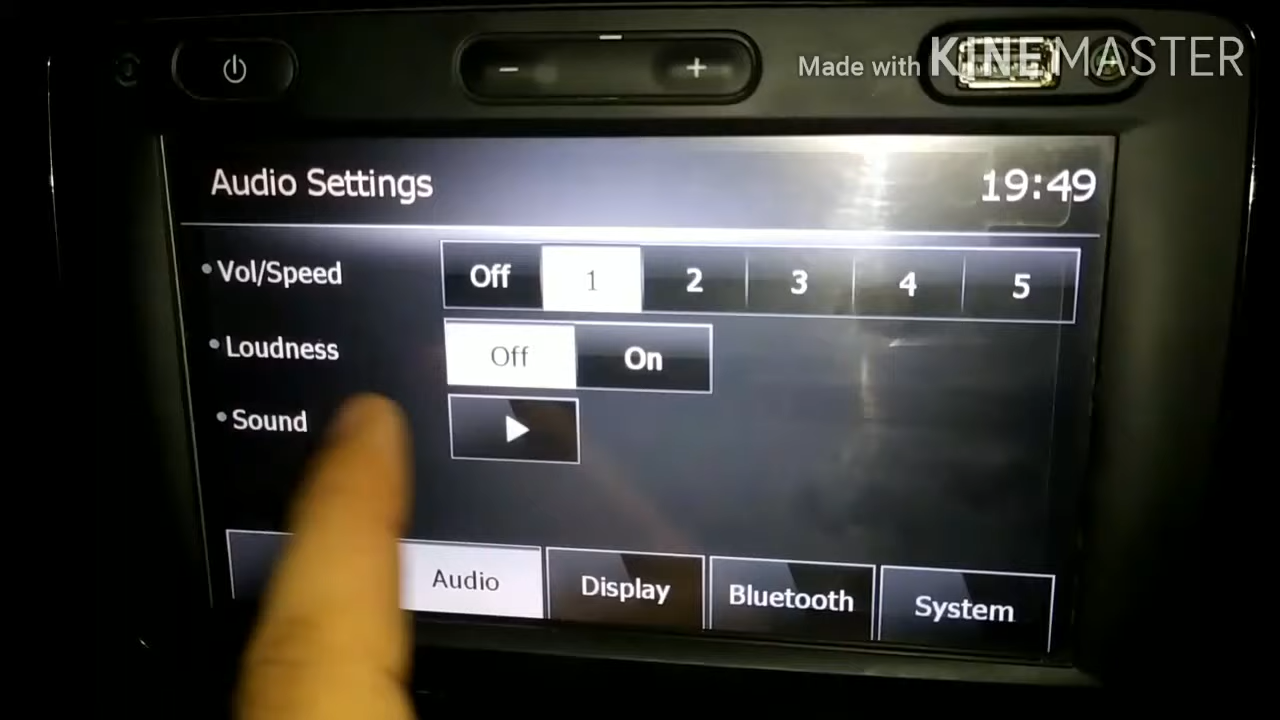 Made with KINEMASTER
− +
Audio Settings 19:49
Vol/Speed Off 1 2 3 4 5
Loudness Off On
Sound
Audio Display Bluetooth System